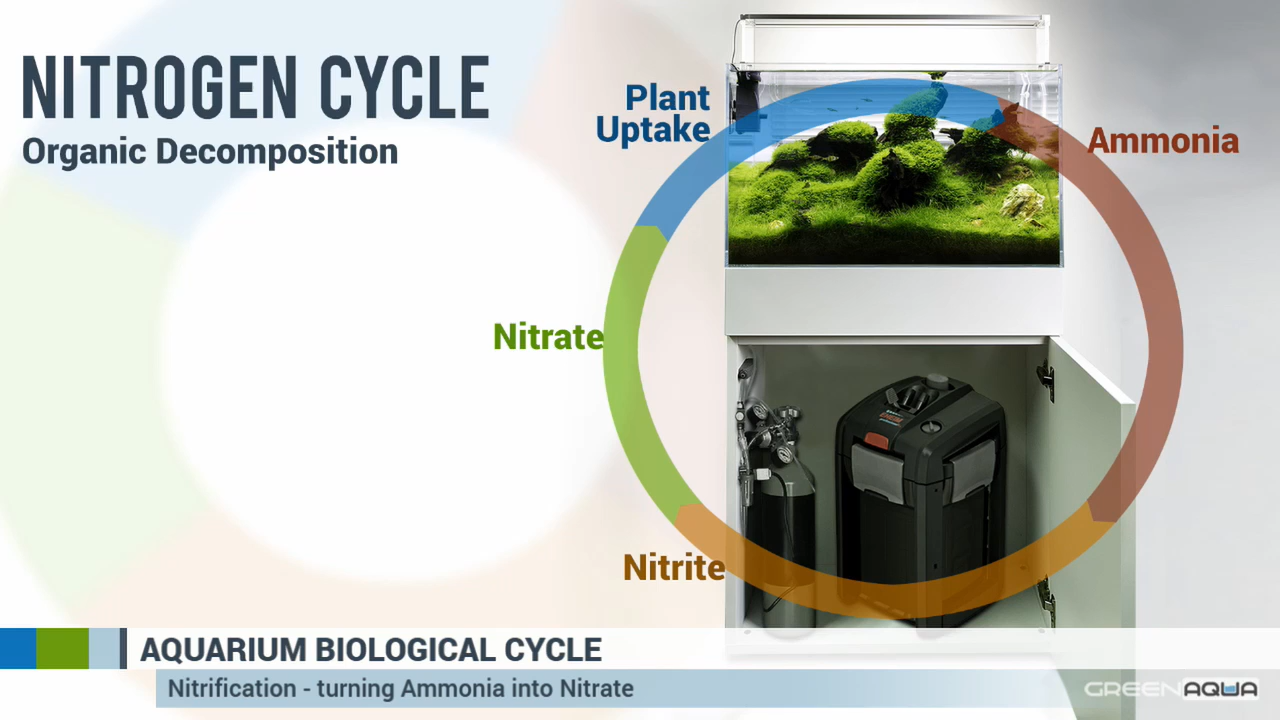 NITROGEN CYCLE
Organic Decomposition
Plant
Uptake
Ammonia
Nitrate
Nitrite
AQUARIUM BIOLOGICAL CYCLE
Nitrification - turning Ammonia into Nitrate
GREENAQUA